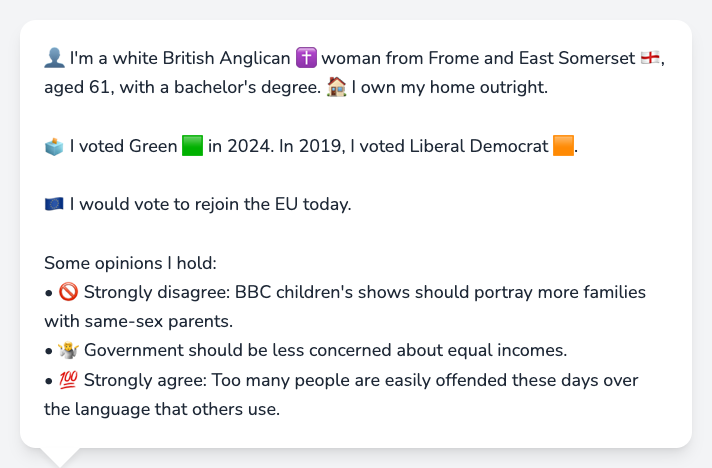 👤 I'm a white British Anglican ✝️ woman from Frome and East Somerset 🏴󠁧󠁢󠁥󠁮󠁧󠁿,
aged 61, with a bachelor's degree. 🏠 I own my home outright.
🗳️ I voted Green 🟩 in 2024. In 2019, I voted Liberal Democrat 🟧.
🇪🇺 I would vote to rejoin the EU today.
Some opinions I hold:
• 🚫 Strongly disagree: BBC children's shows should portray more families
with same-sex parents.
• 🤷 Government should be less concerned about equal incomes.
• 💯 Strongly agree: Too many people are easily offended these days over
the language that others use.